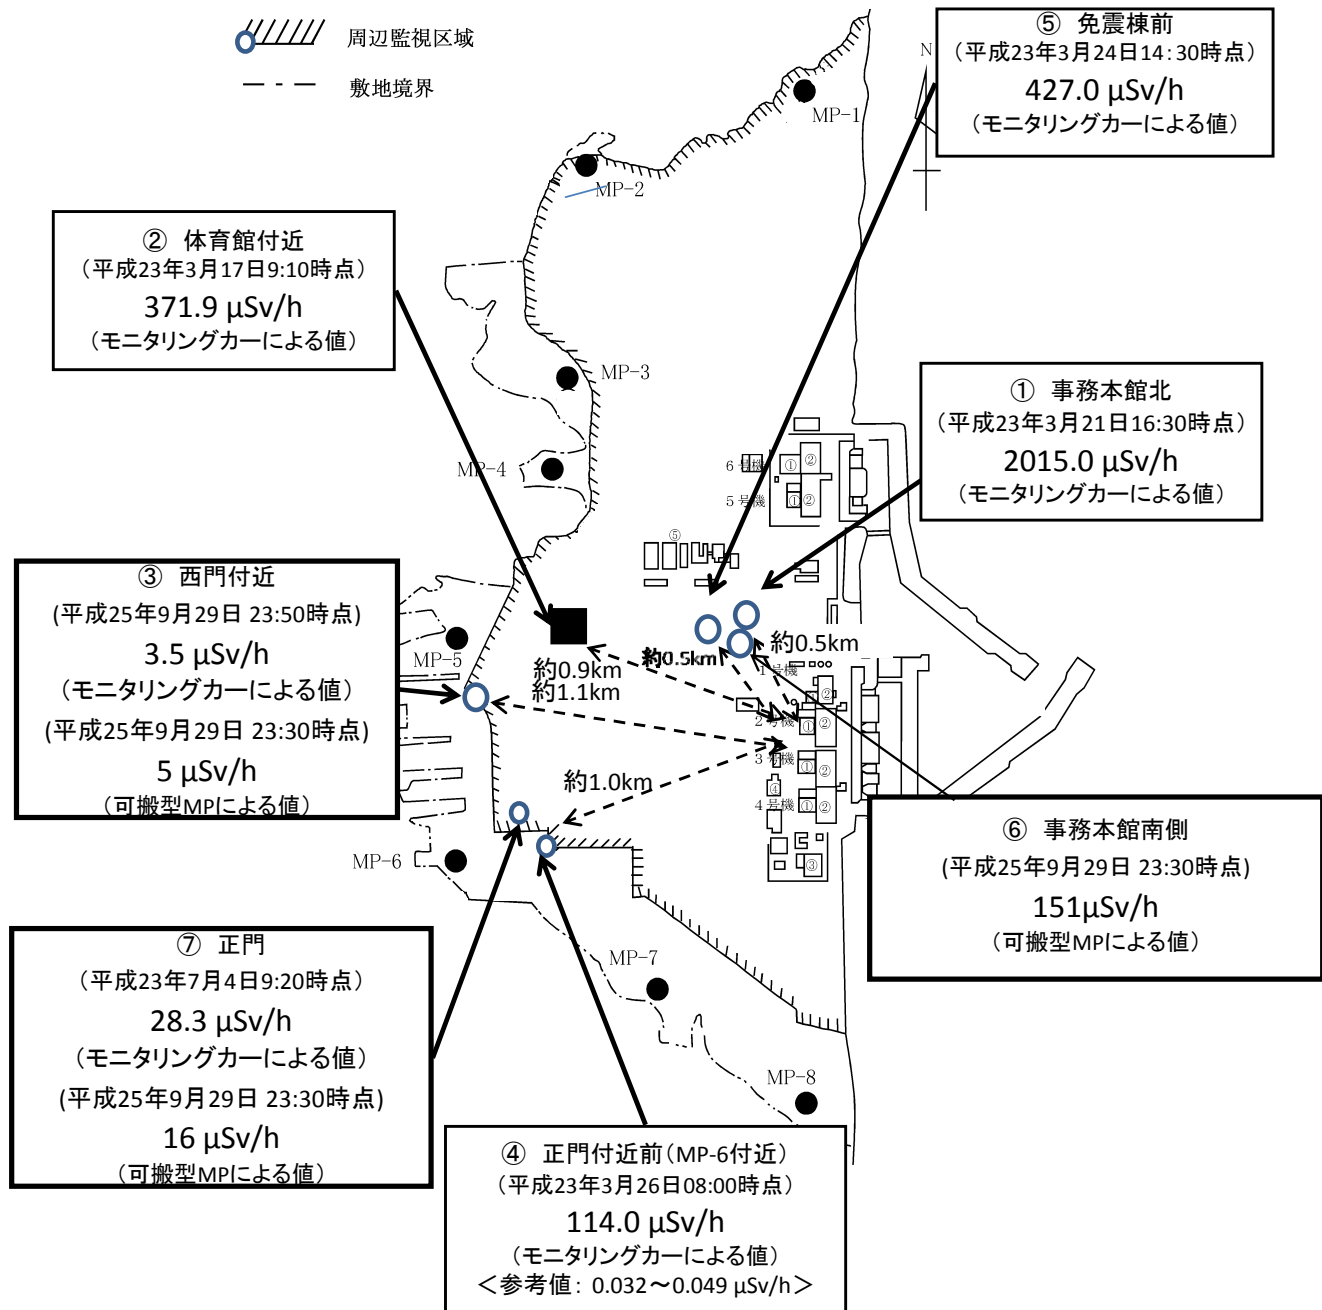 周辺監視区域
敷地境界
⑤ 免震棟前
（平成23年3月24日14:30時点）
427.0 μSv/h
（モニタリングカーによる値）
N
MP-1
MP-2
② 体育館付近
（平成23年3月17日9:10時点）
371.9 μSv/h
（モニタリングカーによる値）
MP-3
① 事務本館北
（平成23年3月21日16:30時点）
2015.0 μSv/h
（モニタリングカーによる値）
MP-4
6号機
① ②
5号機
① ②
⑤
③ 西門付近
(平成25年9月29日 23:50時点)
3.5 μSv/h
（モニタリングカーによる値）
(平成25年9月29日 23:30時点)
5 μSv/h
（可搬型MPによる値）
MP-5
約0.9km
約1.1km
約0.5km
約0.5km
1号機
②
2号機
① ②
3号機
① ②
約1.0km
④
4号機
① ②
③
MP-6
⑥ 事務本館南側
(平成25年9月29日 23:30時点)
151μSv/h
（可搬型MPによる値）
⑦ 正門
（平成23年7月4日9:20時点）
28.3 μSv/h
（モニタリングカーによる値）
(平成25年9月29日 23:30時点)
16 μSv/h
（可搬型MPによる値）
MP-7
MP-8
④ 正門付近前（MP-6付近）
（平成23年3月26日08:00時点）
114.0 μSv/h
（モニタリングカーによる値）
＜参考値: 0.032～0.049 μSv/h＞